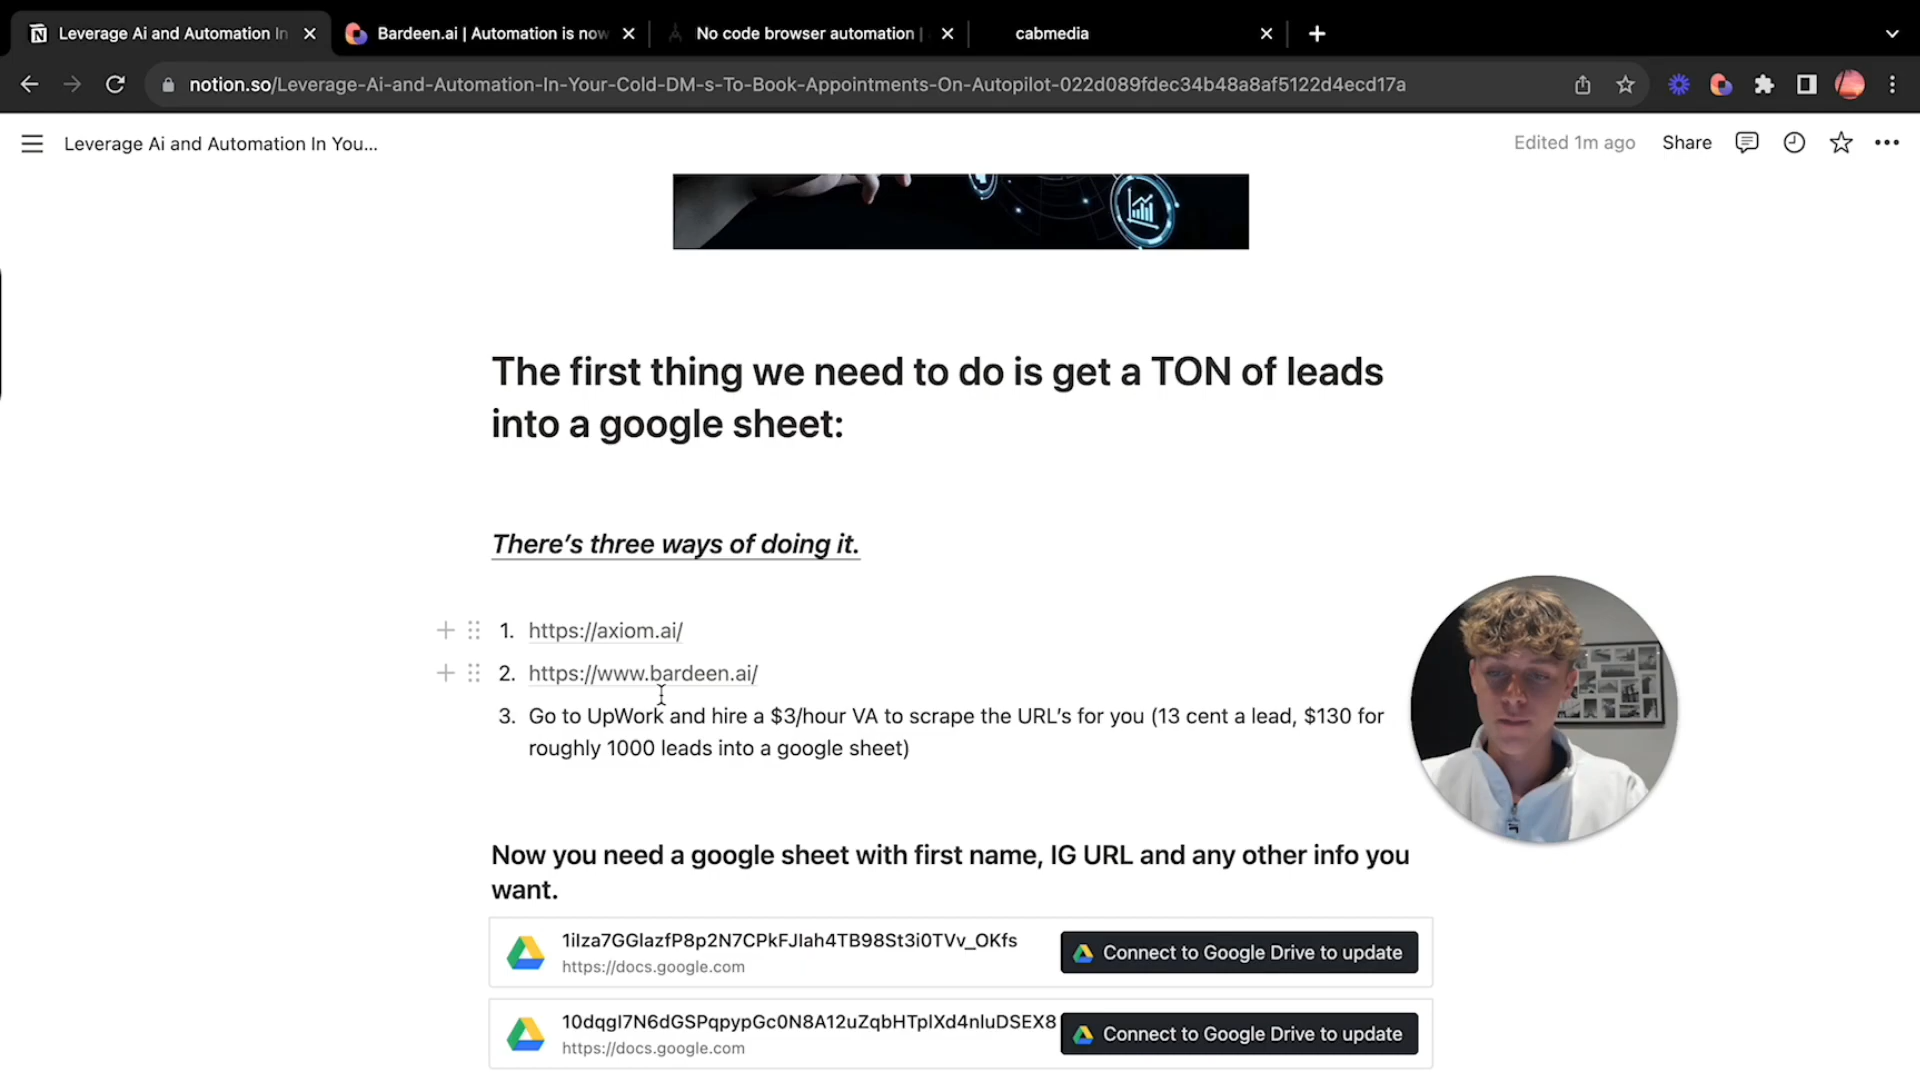 Leverage Ai and Automation In
Bardeen.ai | Automation is now
No code browser automation |
cabmedia
notion.so/Leverage-Ai-and-Automation-In-Your-Cold-DM-s-To-Book-Appointments-On-Autopilot-022d089fdec34b48a8af5122d4ecd17a
Leverage Ai and Automation In You...
Edited 1m ago
Share
The first thing we need to do is get a TON of leads
into a google sheet:
There’s three ways of doing it.
1. https://axiom.ai/
2. https://www.bardeen.ai/
3. Go to UpWork and hire a $3/hour VA to scrape the URL’s for you (13 cent a lead, $130 for
roughly 1000 leads into a google sheet)
Now you need a google sheet with first name, IG URL and any other info you
want.
1iIza7GGlazfP8p2N7CPkFJIah4TB98St3i0TVv_OKfs
https://docs.google.com
Connect to Google Drive to update
10dqgI7N6dGSPqpypGc0N8A12uZqbHTplXd4nluDSEX8
https://docs.google.com
Connect to Google Drive to update